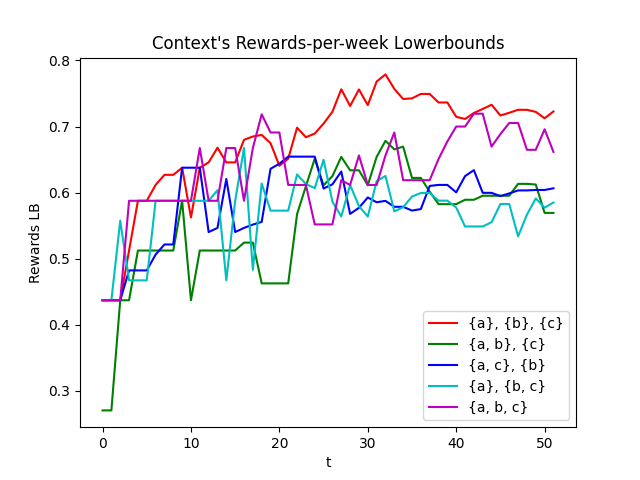 Context's Rewards-per-week Lowerbounds
Rewards LB
0.8
0.7
0.6
0.5
0.4
0.3
0
10
20
30
40
50
t
{a}, {b}, {c}
{a, b}, {c}
{a, c}, {b}
{a}, {b, c}
{a, b, c}